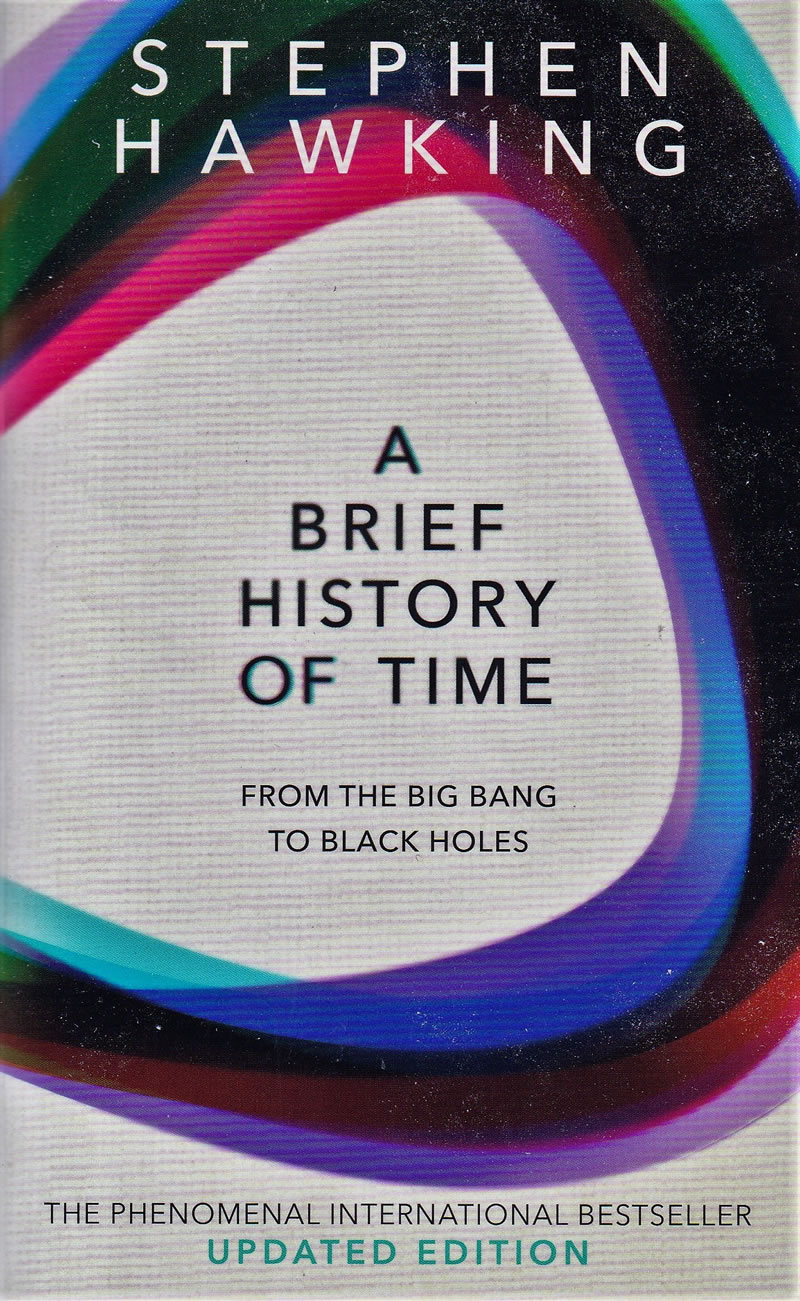 STEPHEN
HAWKING
A
BRIEF
HISTORY
OF TIME
FROM THE BIG BANG
TO BLACK HOLES
THE PHENOMENAL INTERNATIONAL BESTSELLER
UPDATED EDITION